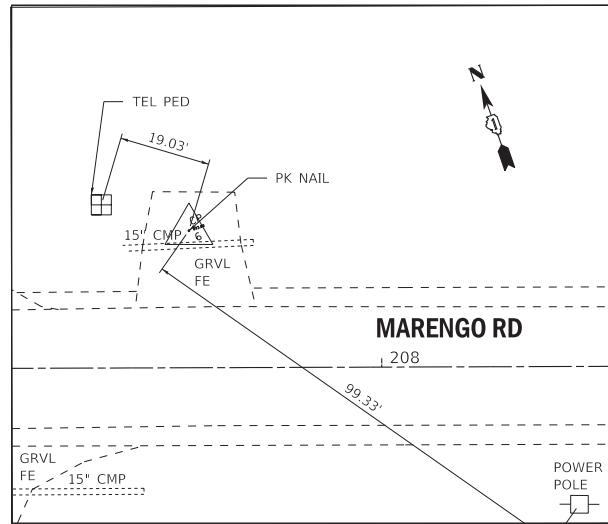 N
TEL PED
19.03'
PK NAIL
CP
6
15" CMP
GRVL
FE
MARENGO RD
208
99.33'
GRVL
FE
15" CMP
POWER
POLE